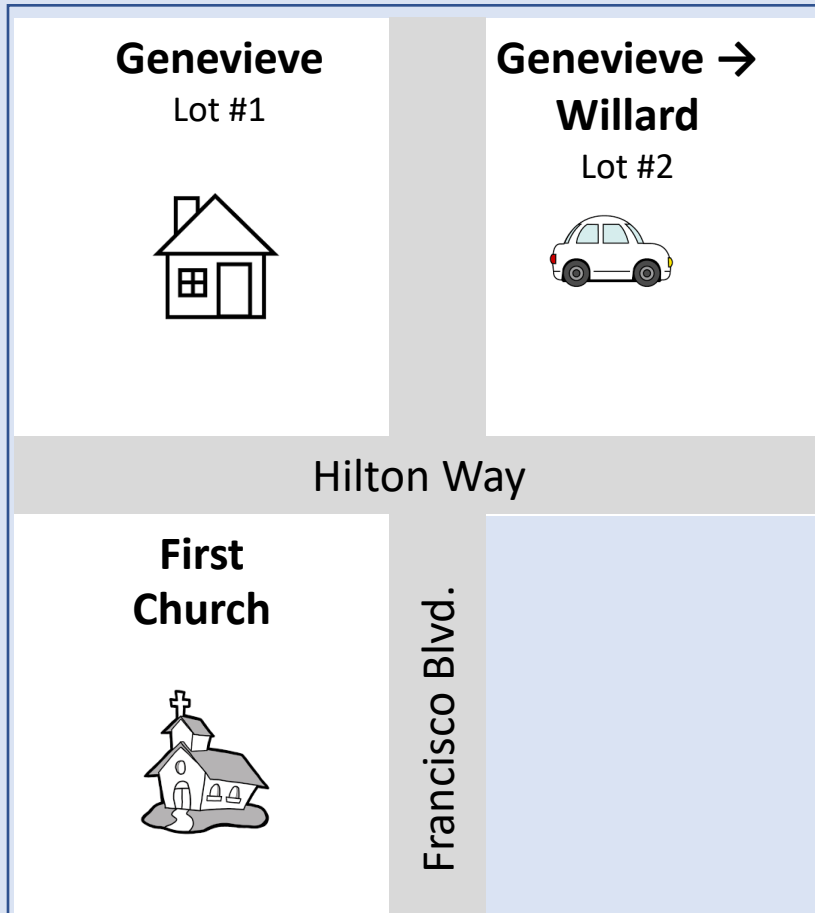 Genevieve
Lot #1
Genevieve →
Willard
Lot #2
Hilton Way
First
Church
Francisco Blvd.